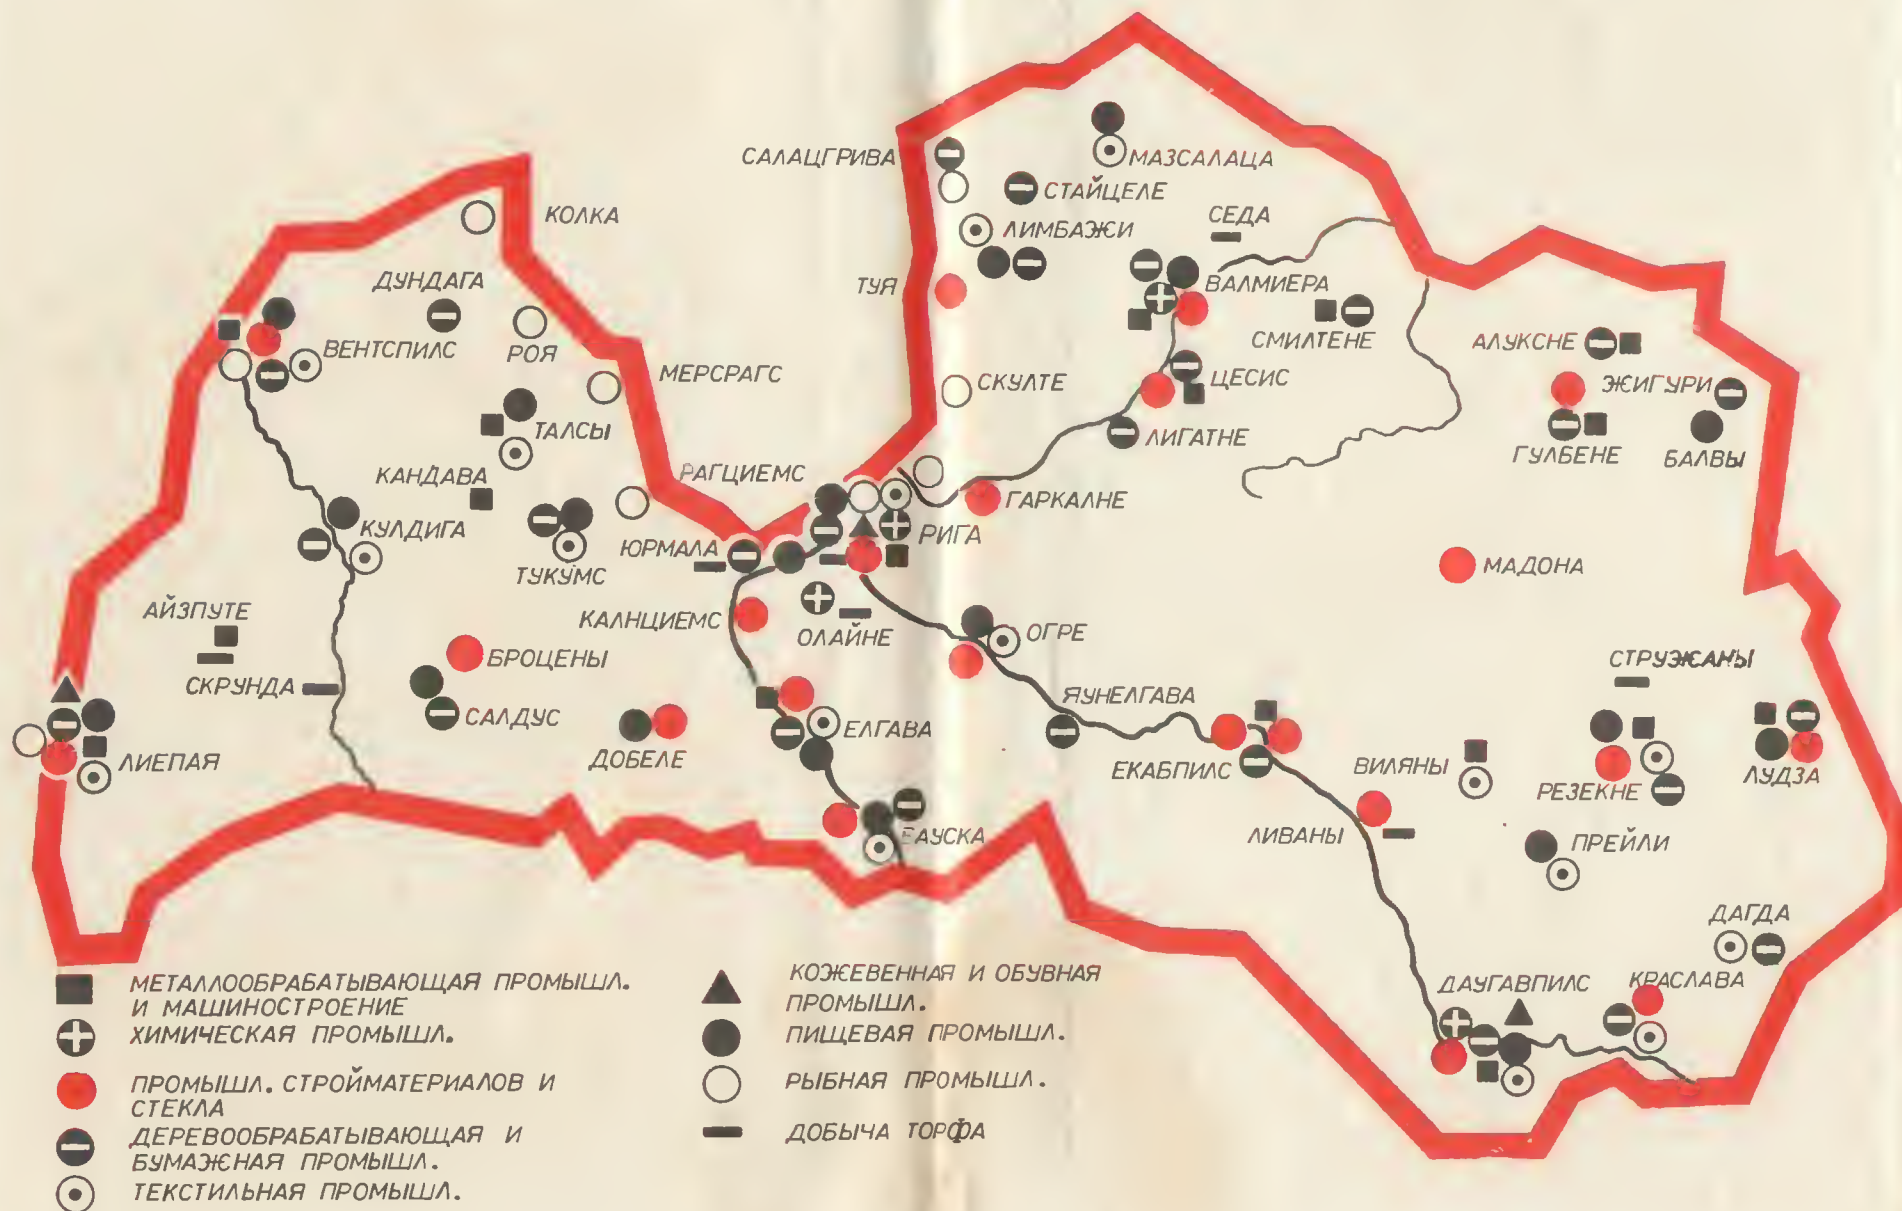 САЛАЦГРИВА
МАЗСАЛАЦА
СТАЙЦЕЛЕ
КОЛКА
СЕДА
ЛИМБАЖИ
ДУНДАГА
ТУЯ
ВАЛМИЕРА
ВЕНТСПИЛС
РОЯ
СМИЛТЕНЕ
АЛУКСНЕ
МЕРСРАГС
СКУЛТЕ
ЦЕСИС
ЖИГУРИ
ТАЛСЫ
ЛИГАТНЕ
ГУЛБЕНЕ
БАЛВЫ
КАНДАВА
РАГЦИЕМС
ГАРКАЛНЕ
КУЛДИГА
РИГА
ЮРМАЛА
ТУКУМС
МАДОНА
АЙЗПУТЕ
КАЛНЦИЕМС
ОЛАЙНЕ
ОГРЕ
БРОЦЕНЫ
СТРУЖАНЫ
СКРУНДА
ЯУНЕЛГАВА
САЛДУС
ЕЛГАВА
ЛИЕПАЯ
ДОБЕЛЕ
ЕКАБПИЛС
ВИЛЯНЫ
РЕЗЕКНЕ
ЛУДЗА
БАУСКА
ЛИВАНЫ
ПРЕЙЛИ
ДАГДА
ДАУГАВПИЛС
КРАСЛАВА
МЕТАЛЛООБРАБАТЫВАЮЩАЯ ПРОМЫШЛ.
И МАШИНОСТРОЕНИЕ
ХИМИЧЕСКАЯ ПРОМЫШЛ.
ПРОМЫШЛ. СТРОЙМАТЕРИАЛОВ И
СТЕКЛА
ДЕРЕВООБРАБАТЫВАЮЩАЯ И
БУМАЖНАЯ ПРОМЫШЛ.
ТЕКСТИЛЬНАЯ ПРОМЫШЛ.
КОЖЕВЕННАЯ И ОБУВНАЯ
ПРОМЫШЛ.
ПИЩЕВАЯ ПРОМЫШЛ.
РЫБНАЯ ПРОМЫШЛ.
ДОБЫЧА ТОРФА